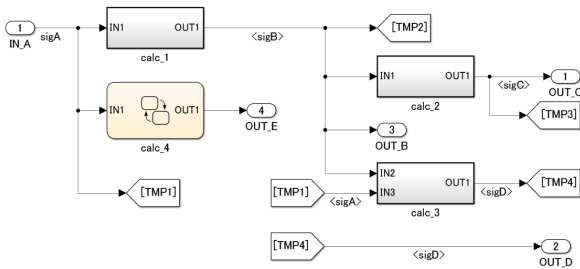 1
IN_A
sigA
IN1
OUT1
calc_1
<sigB>
[TMP2]
IN1
OUT1
calc_2
<sigC>
1
OUT_C
[TMP3]
IN1
OUT1
calc_4
4
OUT_E
3
OUT_B
[TMP1]
[TMP1]
<sigA>
IN2
IN3
OUT1
calc_3
<sigD>
[TMP4]
[TMP4]
<sigD>
2
OUT_D